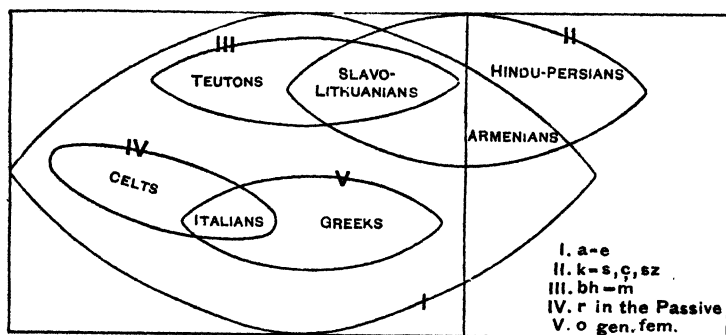 III
II
TEUTONS
SLAVO-
LITHUANIANS
HINDU-PERSIANS
ARMENIANS
IV
CELTS
V
ITALIANS
GREEKS
I
I. a=e
II. k=s, ç, sz
III. bh=m
IV. r in the Passive
V. o gen. fem.